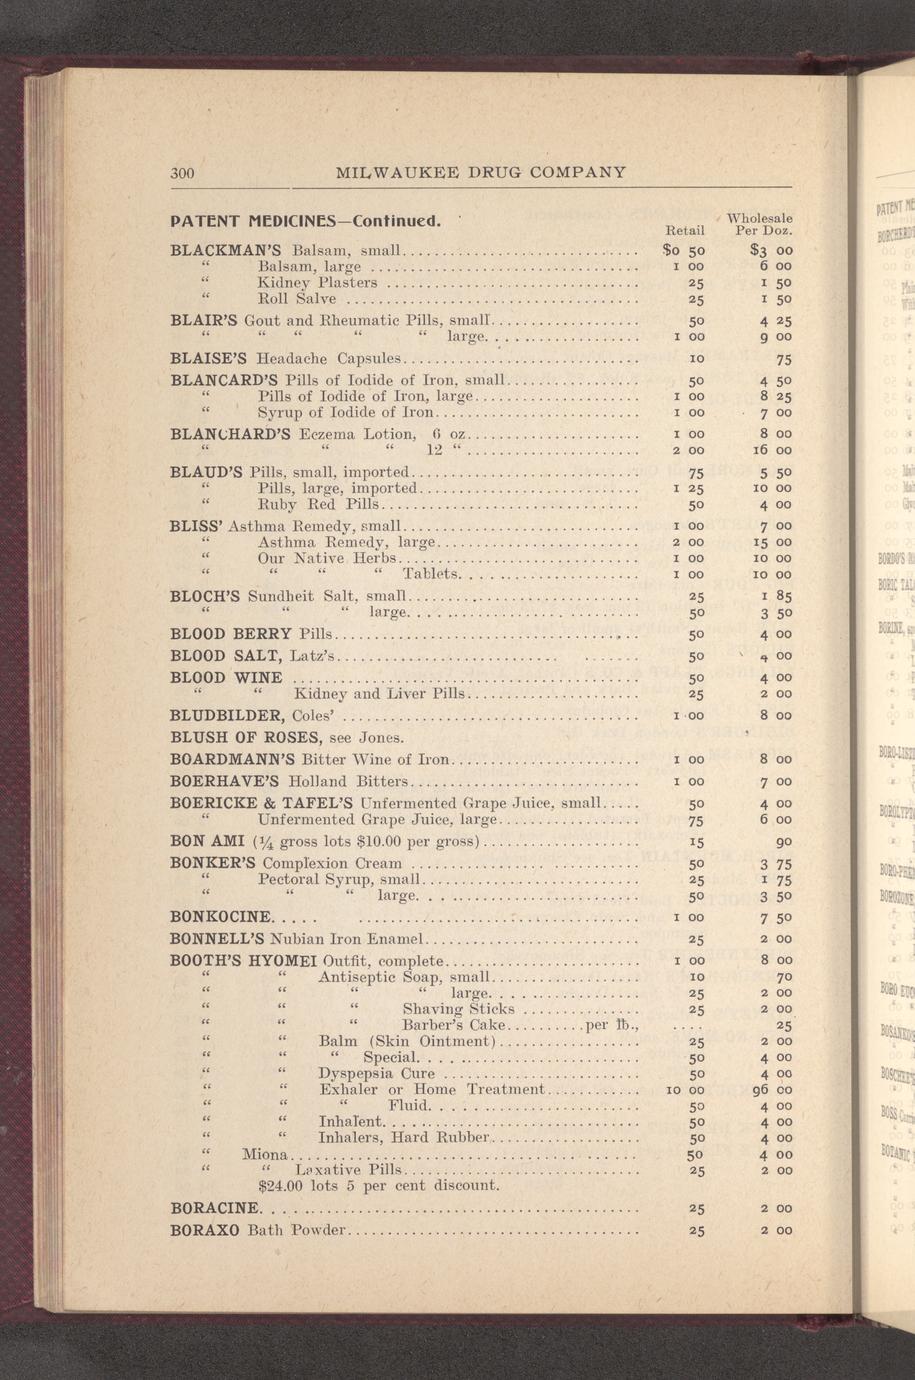 300 MILWAUKEE DRUG COMPANY
PATENT MEDICINES—Continued.
Wholesale
Retail Per Doz.
BLACKMAN'S Balsam, small. $0 50 $3 00
“ Balsam, large 1 00 6 00
“ Kidney Plasters 25 1 50
“ Roll Salve 25 1 50
BLAIR'S Gout and Rheumatic Pills, small. 50 4 25
“ “ “ “ “ large. 1 00 9 00
BLAISE'S Headache Capsules. 10 75
BLANCARD'S Pills of Iodide of Iron, small. 50 4 50
“ Pills of Iodide of Iron, large. 1 00 8 25
“ Syrup of Iodide of Iron. 1 00 7 00
BLANCHARD'S Eczema Lotion, 6 oz. 1 00 8 00
“ “ “ 12 “ 2 00 16 00
BLAUD'S Pills, small, imported. 75 5 50
“ Pills, large, imported. 1 25 10 00
“ Ruby Red Pills. 50 4 00
BLISS' Asthma Remedy, small. 1 00 7 00
“ Asthma Remedy, large. 2 00 15 00
“ Our Native Herbs. 1 00 10 00
“ “ “ “ Tablets. 1 00 10 00
BLOCH'S Sundheit Salt, small. 25 1 85
“ “ “ large. 50 3 50
BLOOD BERRY Pills. 50 4 00
BLOOD SALT, Latz's. 50 4 00
BLOOD WINE 50 4 00
“ “ Kidney and Liver Pills. 25 2 00
BLUDBILDER, Coles' 1 00 8 00
BLUSH OF ROSES, see Jones.
BOARDMANN'S Bitter Wine of Iron. 1 00 8 00
BOERHAVE'S Holland Bitters. 1 00 7 00
BOERICKE & TAFEL'S Unfermented Grape Juice, small. 50 4 00
“ Unfermented Grape Juice, large. 75 6 00
BON AMI (¼ gross lots $10.00 per gross) 15 90
BONKER'S Complexion Cream 50 3 75
“ Pectoral Syrup, small. 25 1 75
“ “ “ large. 50 3 50
BONKOCINE. 1 00 7 50
BONNELL'S Nubian Iron Enamel. 25 2 00
BOOTH'S HYOMEI Outfit, complete. 1 00 8 00
“ “ Antiseptic Soap, small. 10 70
“ “ “ “ large. 25 2 00
“ “ “ Shaving Sticks 25 2 00
“ “ “ Barber's Cake. per lb., .... 25
“ “ Balm (Skin Ointment) 25 2 00
“ “ “ Special. 50 4 00
“ “ Dyspepsia Cure 50 4 00
“ “ Exhaler or Home Treatment. 10 00 96 00
“ “ “ Fluid. 50 4 00
“ “ Inhalent. 50 4 00
“ “ Inhalers, Hard Rubber. 50 4 00
“ Miona. 50 4 00
“ “ Laxative Pills. 25 2 00
$24.00 lots 5 per cent discount.
BORACINE. 25 2 00
BORAXO Bath Powder. 25 2 00